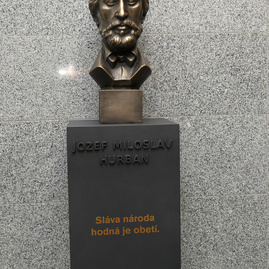 JOZEF MILOSLAV
HURBAN
Sláva národa
hodná je obetí.